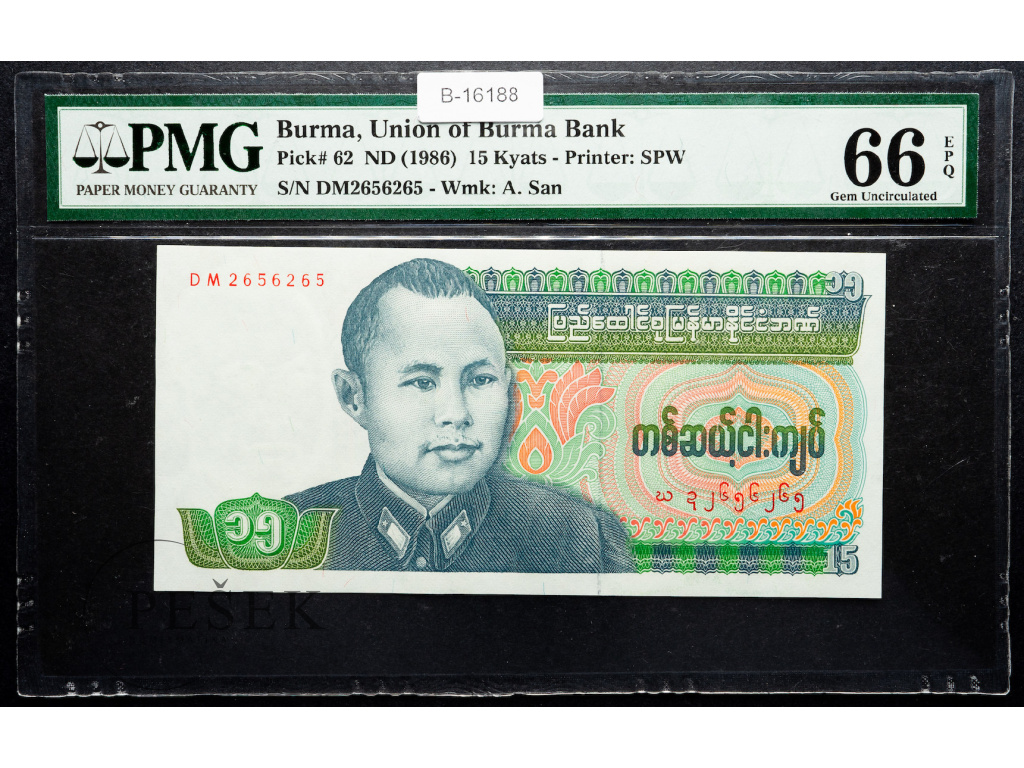 B-16188
PMG
PAPER MONEY GUARANTY
Burma, Union of Burma Bank
Pick# 62 ND (1986) 15 Kyats - Printer: SPW
S/N DM2656265 - Wmk: A. San
66
EPQ
Gem Uncirculated
DM2656265
၁၅
ပြည်ထောင်စုမြန်မာနိုင်ငံဘဏ်
တစ်ဆယ့်ငါးကျပ်
ဃ ဍ ၂၆၅၆၂၆၅
၁၅
15
PEŠEK